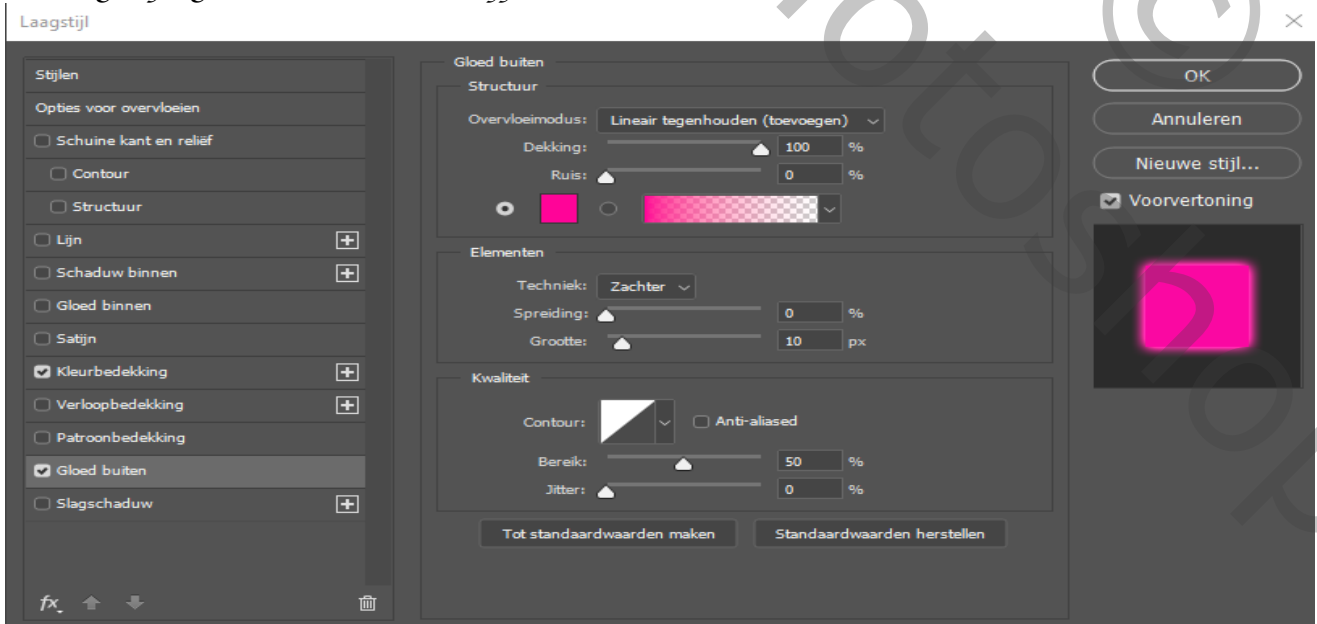 Laagstijl
Stijlen
Opties voor overvloeien
Schuine kant en reliëf
Contour
Structuur
Lijn
Schaduw binnen
Gloed binnen
Satijn
Kleurbedekking
Verloopbedekking
Patroonbedekking
Gloed buiten
Slagschaduw
fx
Gloed buiten
Structuur
Overvloeimodus: Lineair tegenhouden (toevoegen)
Dekking: 100 %
Ruis: 0 %
Elementen
Techniek: Zachter
Spreiding: 0 %
Grootte: 10 px
Kwaliteit
Contour: Anti-aliased
Bereik: 50 %
Jitter: 0 %
Tot standaardwaarden maken Standaardwaarden herstellen
OK
Annuleren
Nieuwe stijl...
Voorvertoning